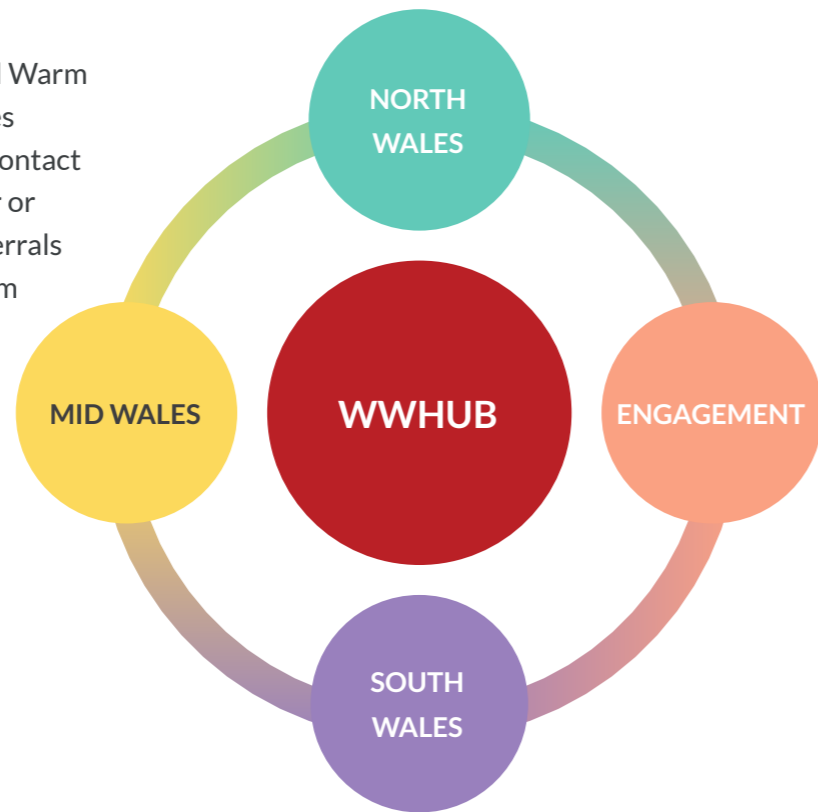 Warm
es
ontact
or
errals
m
NORTH
WALES
MID WALES
WWHUB
ENGAGEMENT
SOUTH
WALES